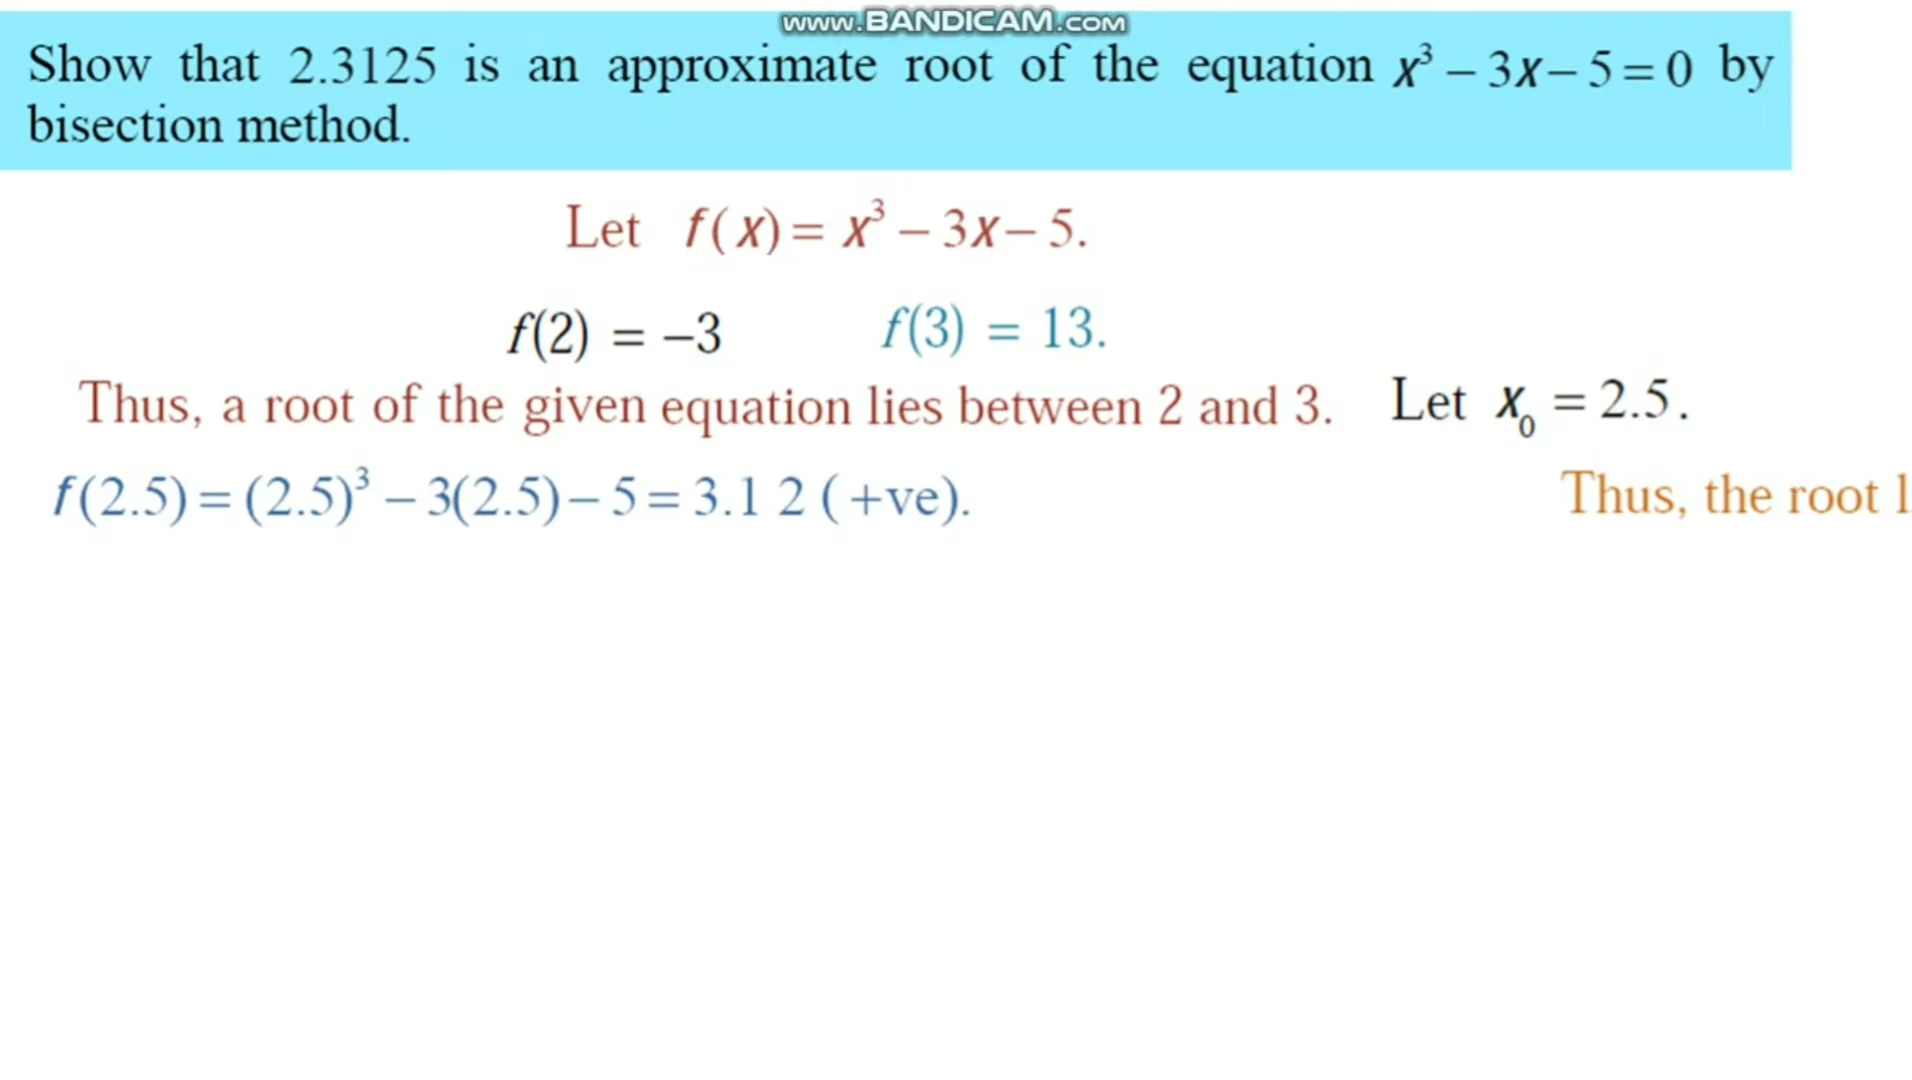 www.BANDICAM.com
Show that 2.3125 is an approximate root of the equation x³ – 3x – 5 = 0 by
bisection method.
Let f(x) = x³ – 3x – 5.
f(2) = –3 f(3) = 13.
Thus, a root of the given equation lies between 2 and 3. Let x₀ = 2.5.
f(2.5) = (2.5)³ – 3(2.5) – 5 = 3.1 2 (+ve). Thus, the root l